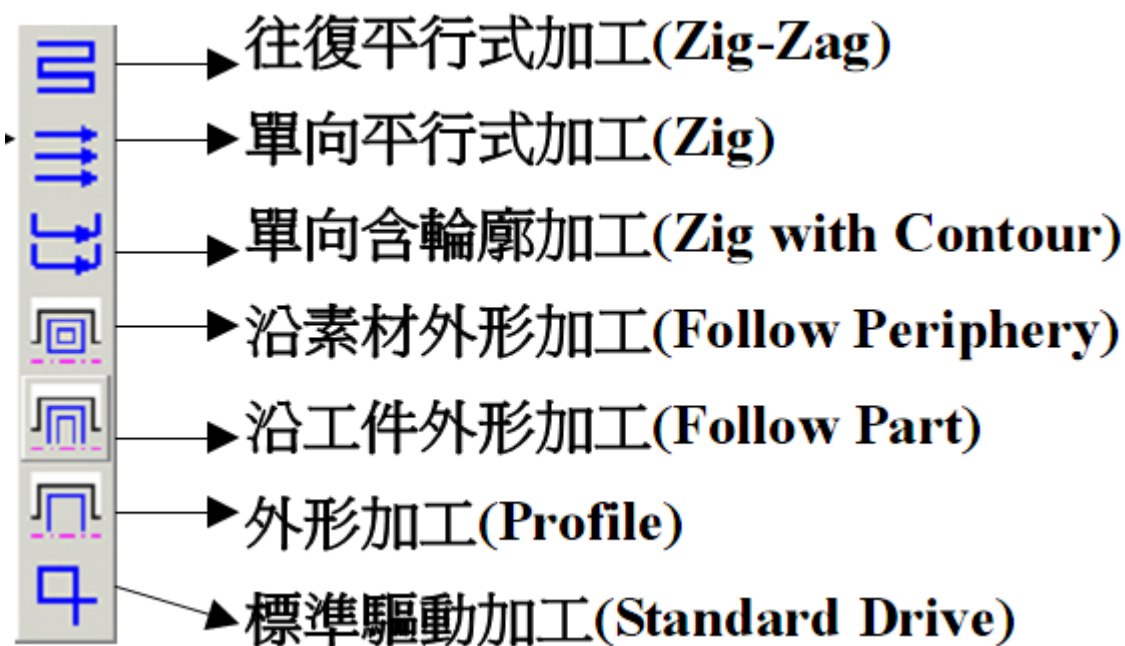 往復平行式加工(Zig-Zag)
單向平行式加工(Zig)
單向含輪廓加工(Zig with Contour)
沿素材外形加工(Follow Periphery)
沿工件外形加工(Follow Part)
外形加工(Profile)
標準驅動加工(Standard Drive)